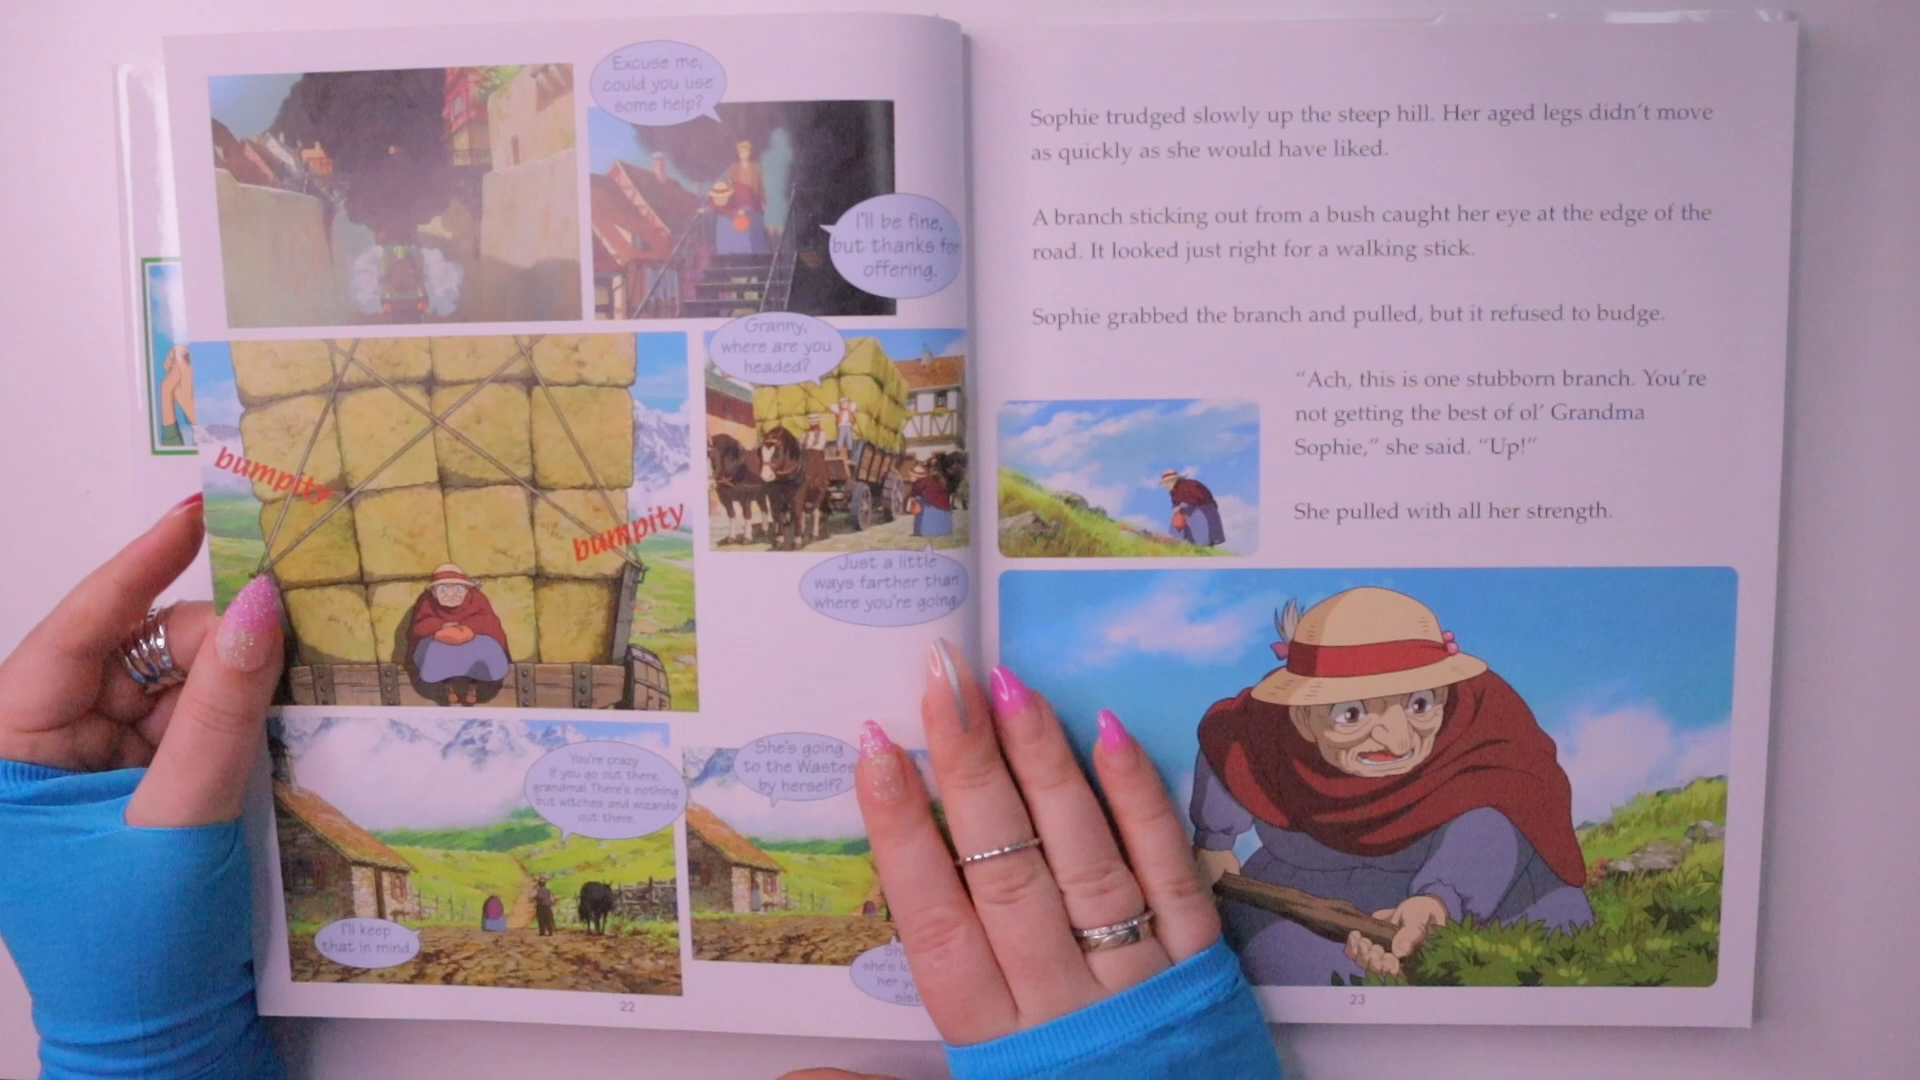 Excuse me,
could you use
some help?
I'll be fine,
but thanks for
offering.
Granny,
where are you
headed?
bumpity
bumpity
Just a little
ways farther than
where you're going.
You're crazy
if you go out there,
grandma! There's nothing
but witches and wizards
out there.
I'll keep
that in mind.
She's going
to the Wastes
by herself?
she's
her
22
Sophie trudged slowly up the steep hill. Her aged legs didn't move
as quickly as she would have liked.
A branch sticking out from a bush caught her eye at the edge of the
road. It looked just right for a walking stick.
Sophie grabbed the branch and pulled, but it refused to budge.
"Ach, this is one stubborn branch. You're
not getting the best of ol' Grandma
Sophie," she said. "Up!"
She pulled with all her strength.
23